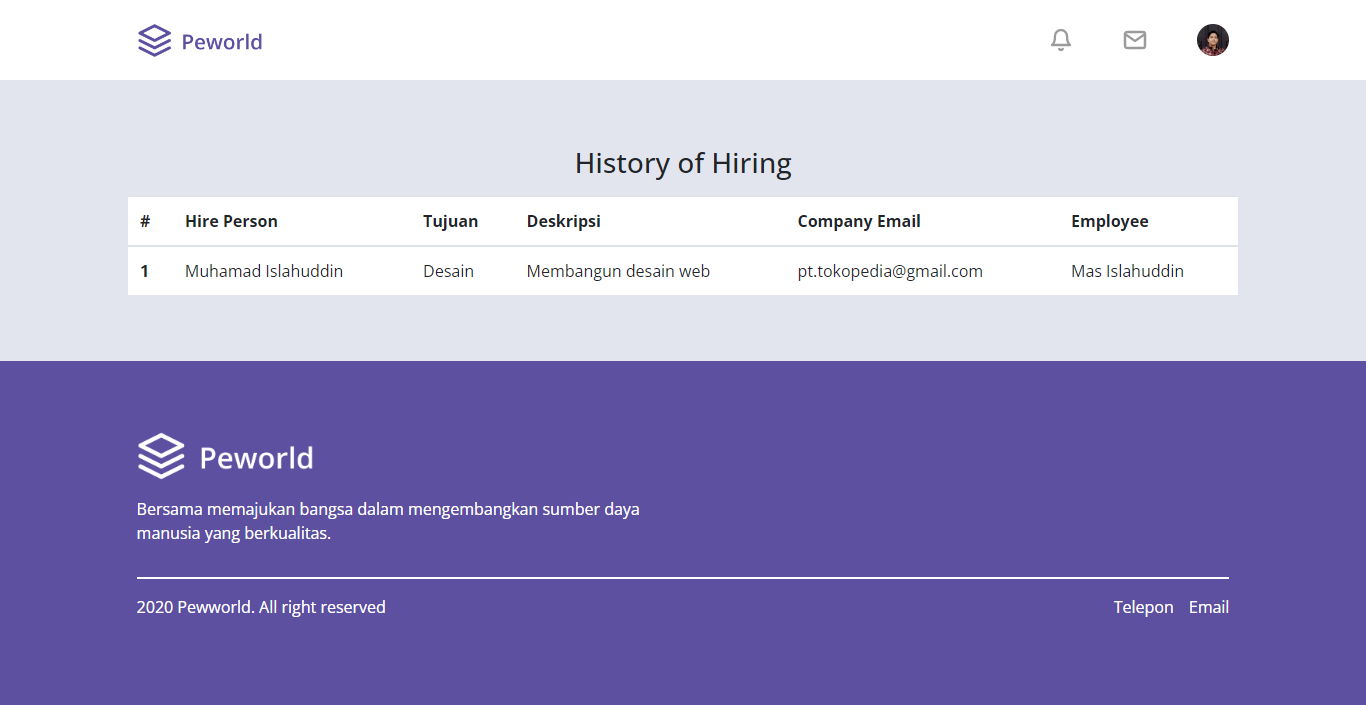 Peworld
History of Hiring
# Hire Person Tujuan Deskripsi Company Email Employee
1 Muhamad Islahuddin Desain Membangun desain web pt.tokopedia@gmail.com Mas Islahuddin
Peworld
Bersama memajukan bangsa dalam mengembangkan sumber daya
manusia yang berkualitas.
2020 Pewworld. All right reserved Telepon Email